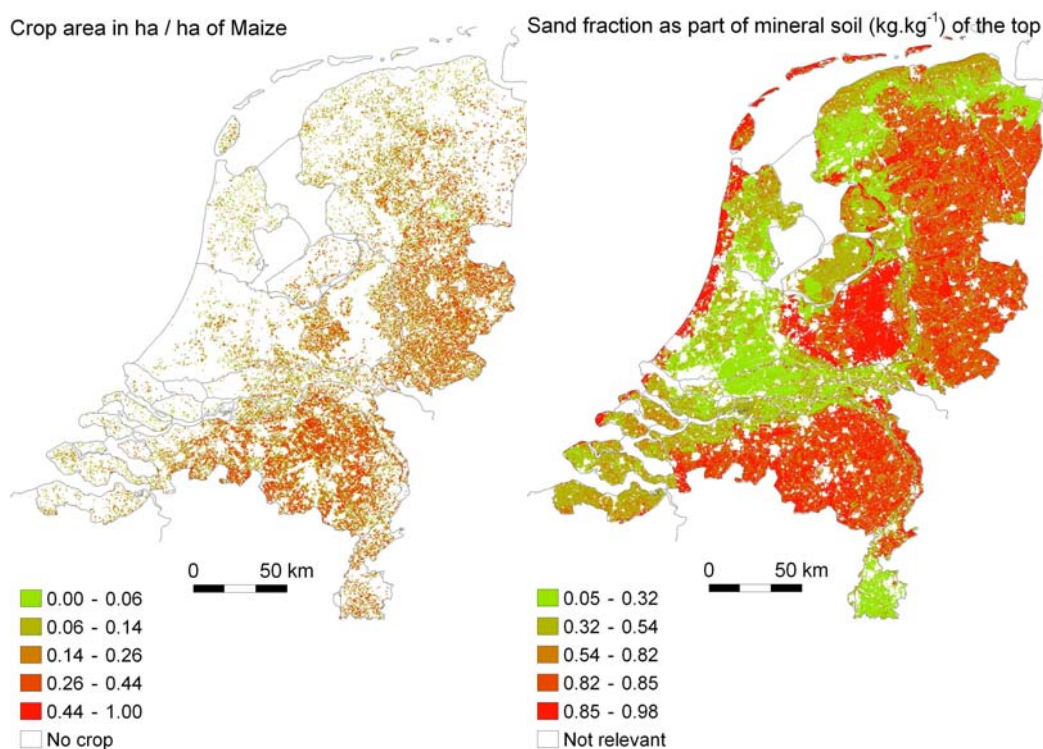 Crop area in ha / ha of Maize
Sand fraction as part of mineral soil (kg.kg⁻¹) of the top
0 50 km
0.00 - 0.06
0.06 - 0.14
0.14 - 0.26
0.26 - 0.44
0.44 - 1.00
No crop
0 50 km
0.05 - 0.32
0.32 - 0.54
0.54 - 0.82
0.82 - 0.85
0.85 - 0.98
Not relevant